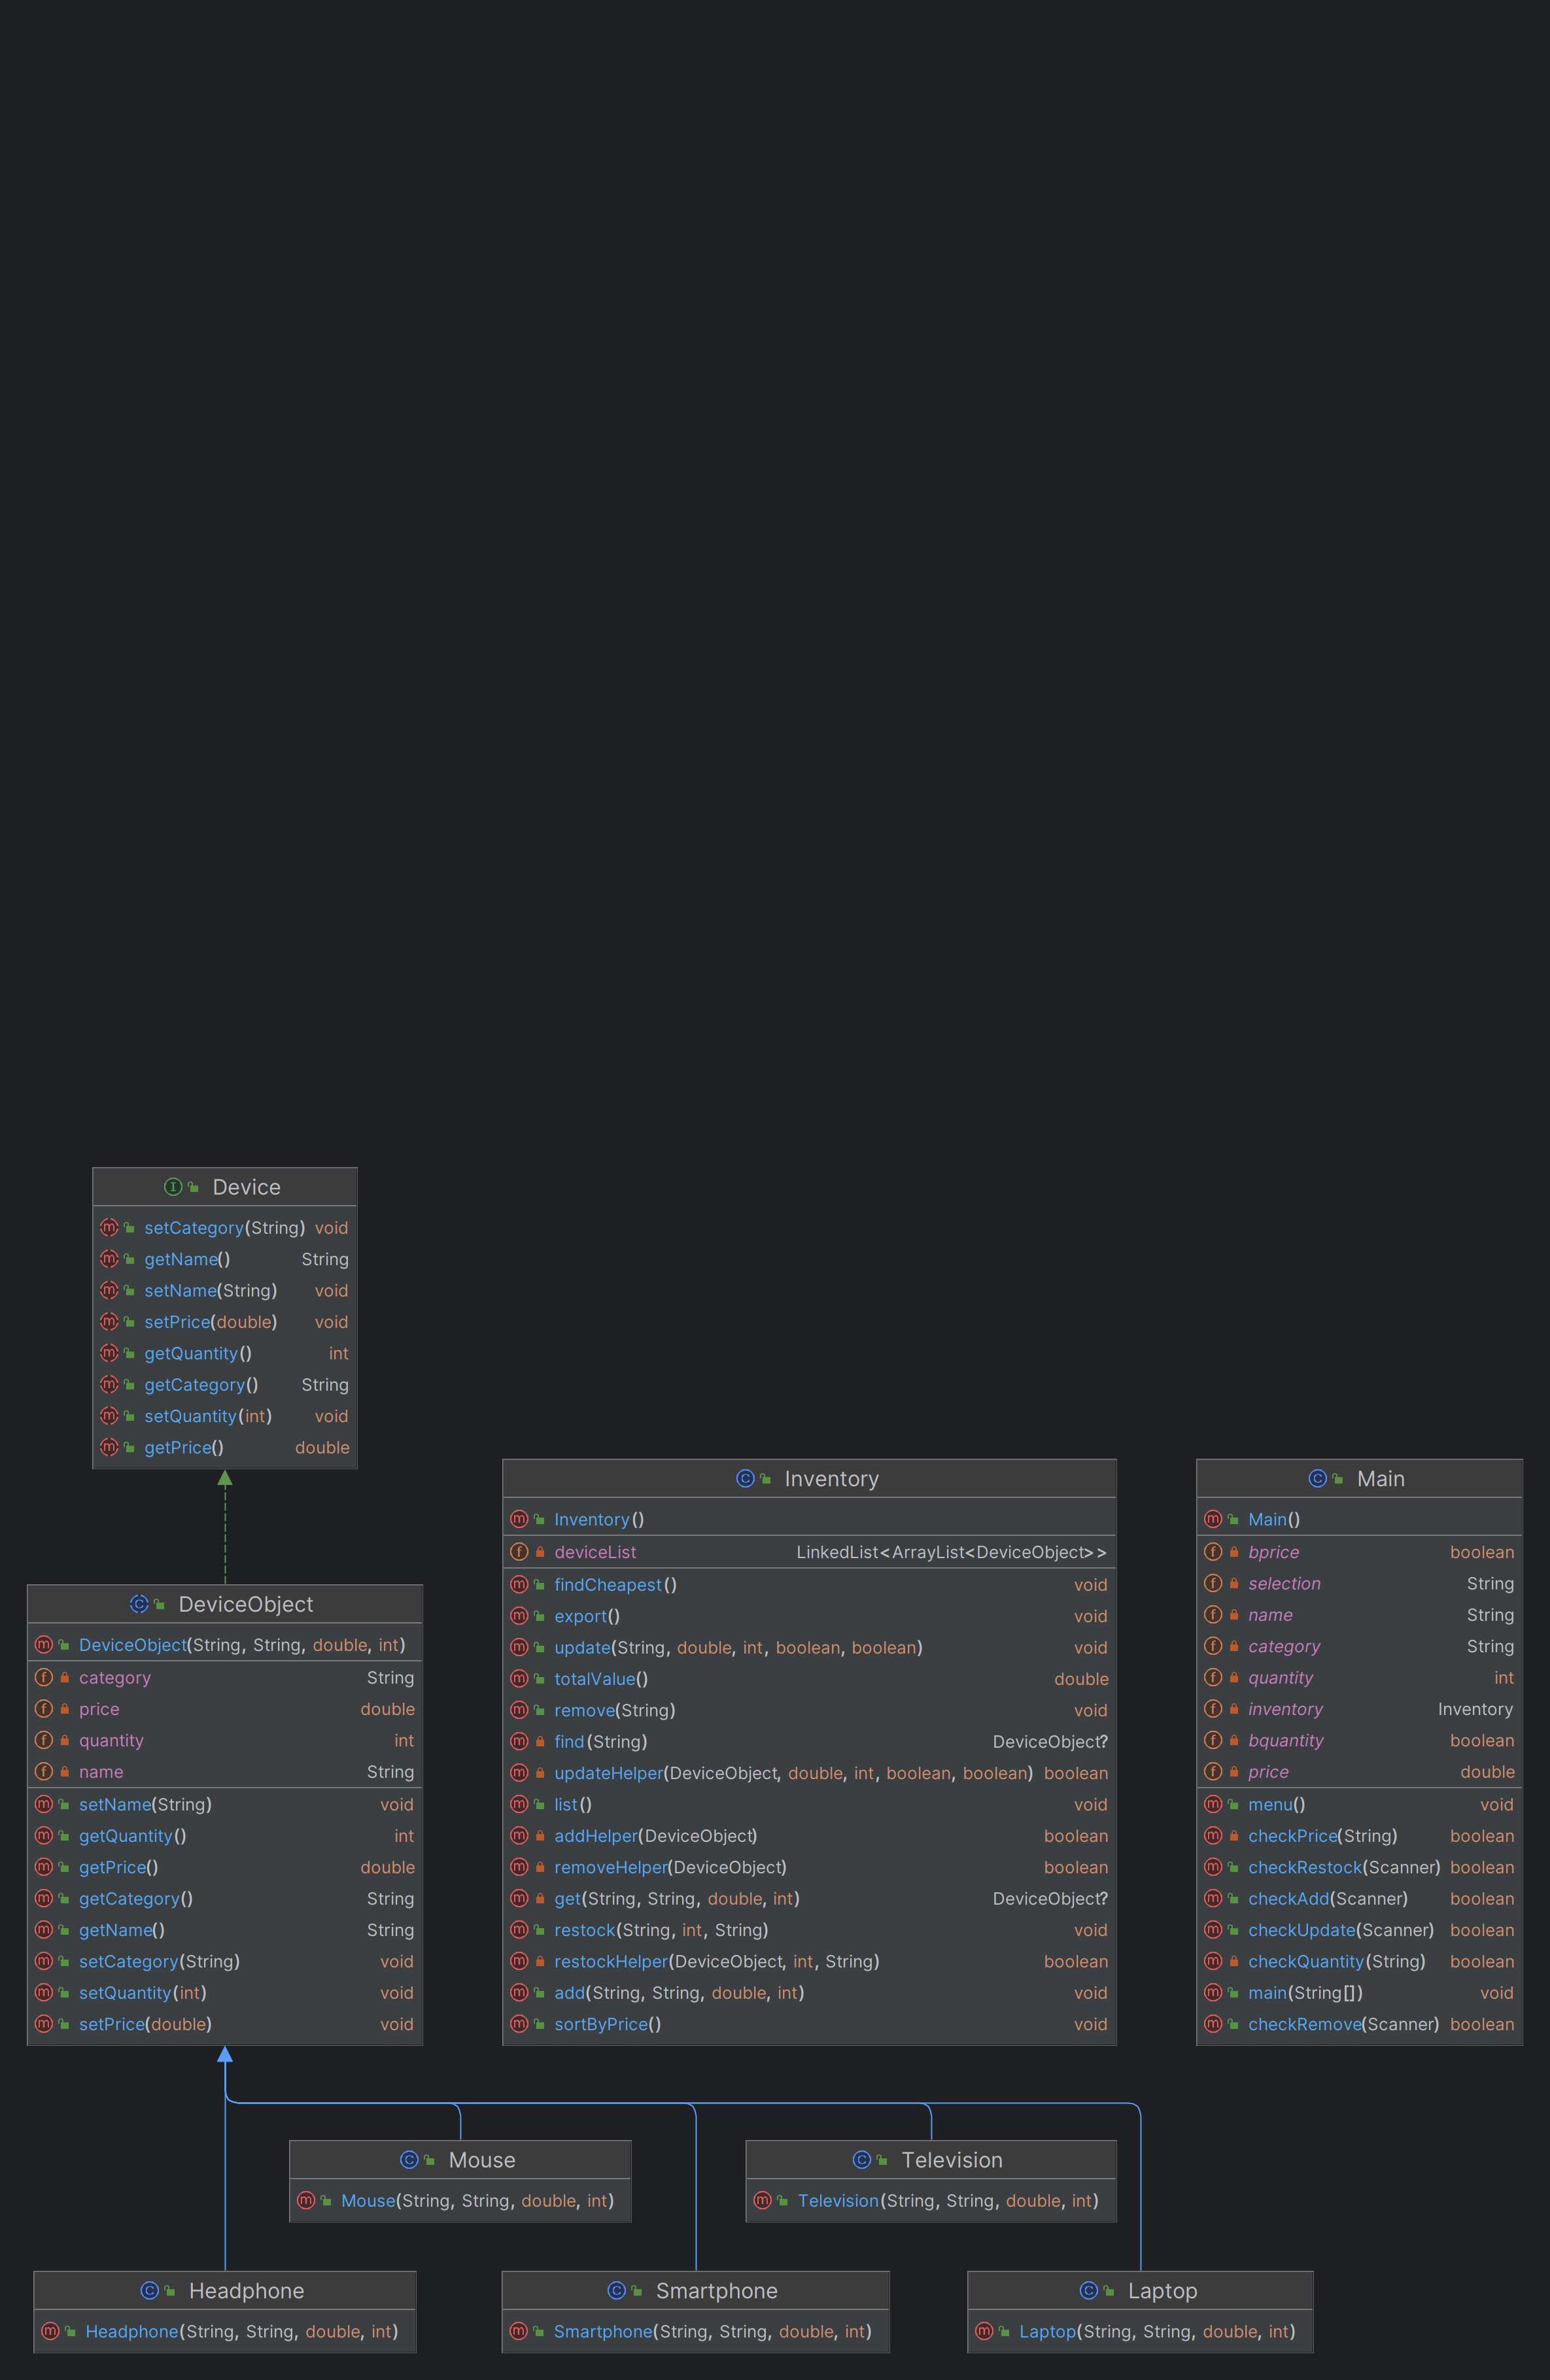 Device
setCategory(String) void
getName() String
setName(String) void
setPrice(double) void
getQuantity() int
getCategory() String
setQuantity(int) void
getPrice() double
DeviceObject
DeviceObject(String, String, double, int)
category String
price double
quantity int
name String
setName(String) void
getQuantity() int
getPrice() double
getCategory() String
getName() String
setCategory(String) void
setQuantity(int) void
setPrice(double) void
Inventory
Inventory()
deviceList LinkedList<ArrayList<DeviceObject>>
findCheapest() void
export() void
update(String, double, int, boolean, boolean) void
totalValue() double
remove(String) void
find(String) DeviceObject?
updateHelper(DeviceObject, double, int, boolean, boolean) boolean
list() void
addHelper(DeviceObject) boolean
removeHelper(DeviceObject) boolean
get(String, String, double, int) DeviceObject?
restock(String, int, String) void
restockHelper(DeviceObject, int, String) boolean
add(String, String, double, int) void
sortByPrice() void
Main
Main()
bprice boolean
selection String
name String
category String
quantity int
inventory Inventory
bquantity boolean
price double
menu() void
checkPrice(String) boolean
checkRestock(Scanner) boolean
checkAdd(Scanner) boolean
checkUpdate(Scanner) boolean
checkQuantity(String) boolean
main(String[]) void
checkRemove(Scanner) boolean
Mouse
Mouse(String, String, double, int)
Television
Television(String, String, double, int)
Headphone
Headphone(String, String, double, int)
Smartphone
Smartphone(String, String, double, int)
Laptop
Laptop(String, String, double, int)